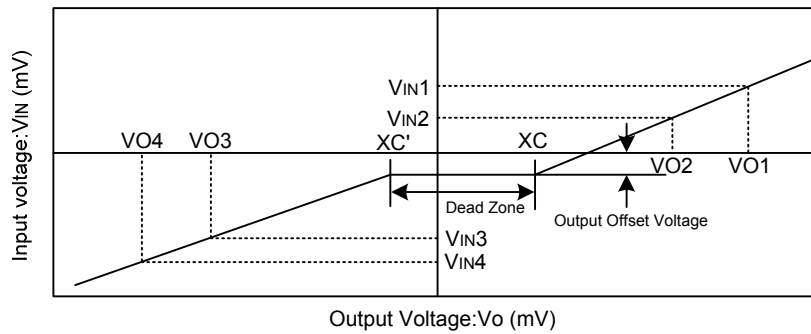 Input voltage:VIN (mV)
VIN1
VIN2
VO4
VO3
XC'
XC
VO2
VO1
Dead Zone
Output Offset Voltage
VIN3
VIN4
Output Voltage:Vo (mV)